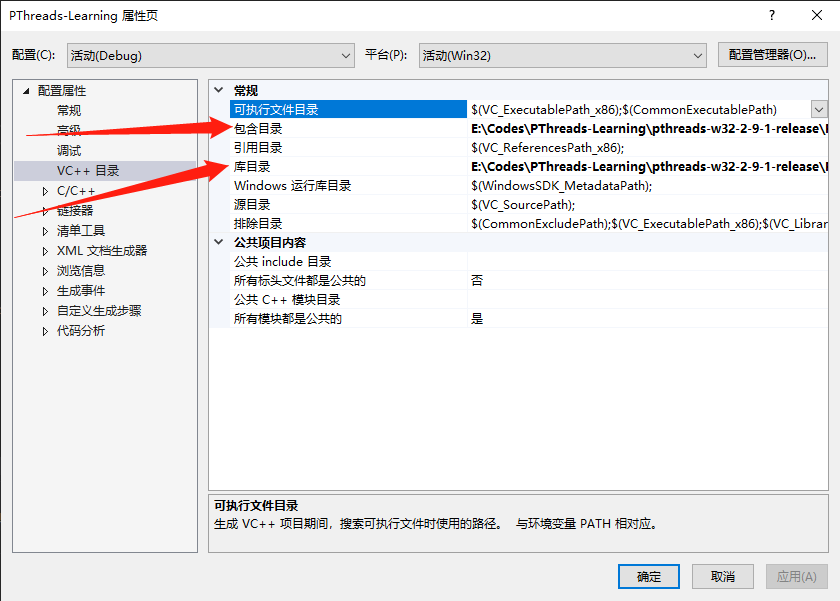 PThreads-Learning 属性页
?
配置(C): 活动(Debug) 平台(P): 活动(Win32) 配置管理器(O)...
配置属性
常规
高级
调试
VC++ 目录
C/C++
链接器
清单工具
XML 文档生成器
浏览信息
生成事件
自定义生成步骤
代码分析
常规
可执行文件目录 $(VC_ExecutablePath_x86);$(CommonExecutablePath)
包含目录 E:\Codes\PThreads-Learning\pthreads-w32-2-9-1-release\
引用目录 $(VC_ReferencesPath_x86);
库目录 E:\Codes\PThreads-Learning\pthreads-w32-2-9-1-release\
Windows 运行库目录 $(WindowsSDK_MetadataPath);
源目录 $(VC_SourcePath);
排除目录 $(CommonExcludePath);$(VC_ExecutablePath_x86);$(VC_Librar
公共项目内容
公共 include 目录
所有标头文件都是公共的 否
公共 C++ 模块目录
所有模块都是公共的 是
可执行文件目录
生成 VC++ 项目期间，搜索可执行文件时使用的路径。 与环境变量 PATH 相对应。
确定 取消 应用(A)